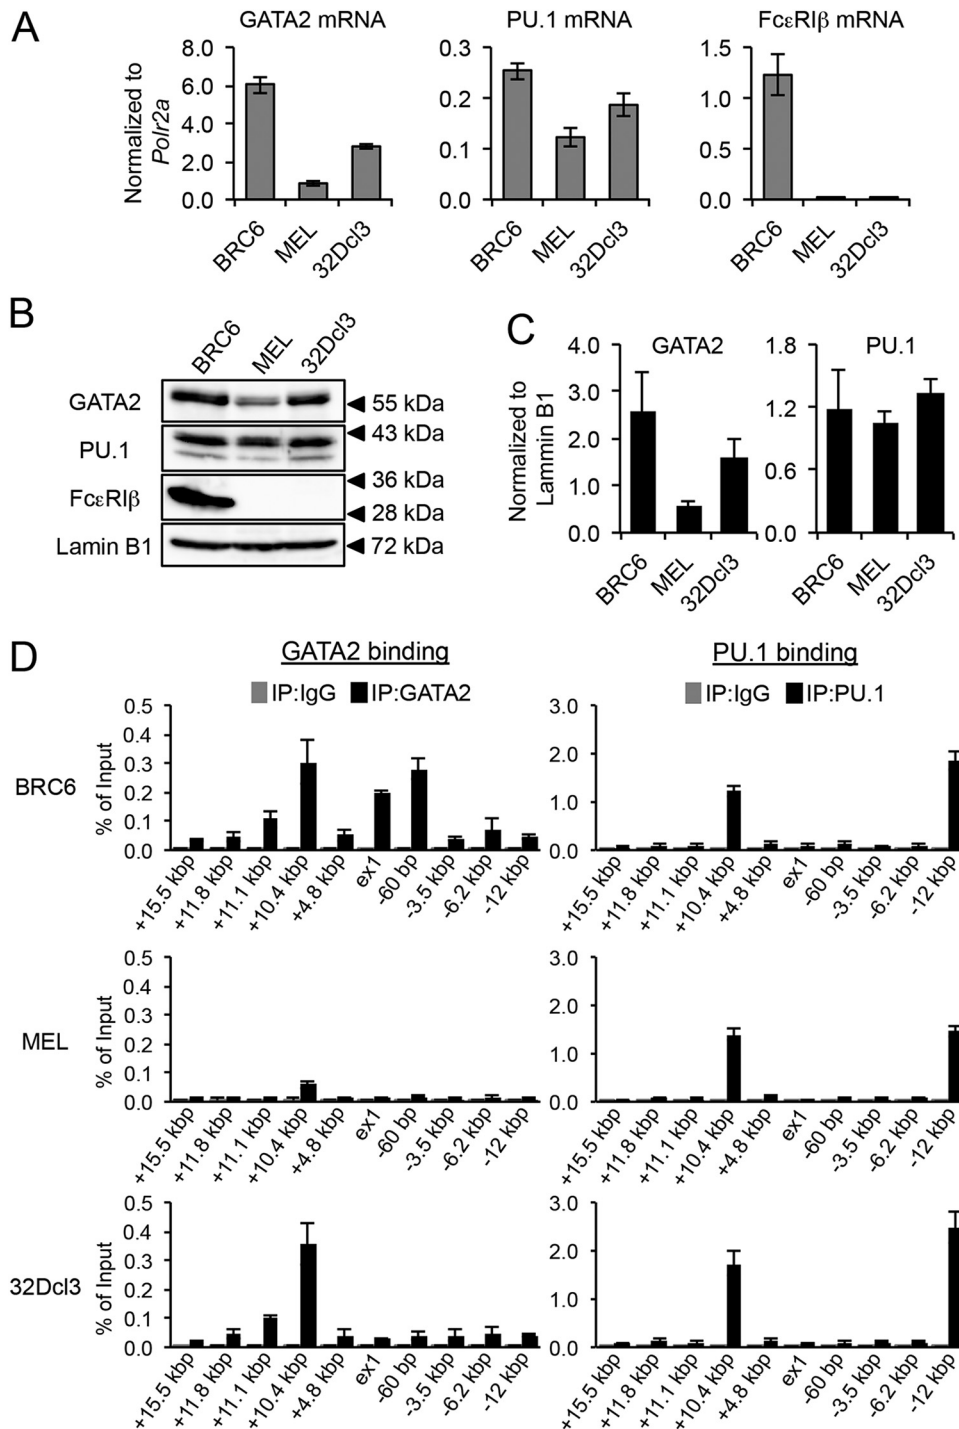 A
GATA2 mRNA
PU.1 mRNA
FcεRIβ mRNA
Normalized to
Polr2a
8.0
6.0
4.0
2.0
0.0
BRC6
MEL
32Dcl3
0.3
0.2
0.1
0.0
BRC6
MEL
32Dcl3
1.5
1.0
0.5
0.0
BRC6
MEL
32Dcl3
B
BRC6
MEL
32Dcl3
GATA2
◀ 55 kDa
PU.1
◀ 43 kDa
FcεRIβ
◀ 36 kDa
◀ 28 kDa
Lamin B1
◀ 72 kDa
C
Normalized to
Lammin B1
GATA2
4.0
3.0
2.0
1.0
0.0
BRC6
MEL
32Dcl3
PU.1
1.8
1.2
0.6
0.0
BRC6
MEL
32Dcl3
D
GATA2 binding
PU.1 binding
IP:IgG IP:GATA2
IP:IgG IP:PU.1
BRC6
% of Input
0.5
0.4
0.3
0.2
0.1
0.0
+15.5 kbp
+11.8 kbp
+11.1 kbp
+10.4 kbp
+4.8 kbp
ex1
-60 bp
-3.5 kbp
-6.2 kbp
-12 kbp
3.0
2.0
1.0
0.0
+15.5 kbp
+11.8 kbp
+11.1 kbp
+10.4 kbp
+4.8 kbp
ex1
-60 bp
-3.5 kbp
-6.2 kbp
-12 kbp
MEL
% of Input
0.5
0.4
0.3
0.2
0.1
0.0
+15.5 kbp
+11.8 kbp
+11.1 kbp
+10.4 kbp
+4.8 kbp
ex1
-60 bp
-3.5 kbp
-6.2 kbp
-12 kbp
3.0
2.0
1.0
0.0
+15.5 kbp
+11.8 kbp
+11.1 kbp
+10.4 kbp
+4.8 kbp
ex1
-60 bp
-3.5 kbp
-6.2 kbp
-12 kbp
32Dcl3
% of Input
0.5
0.4
0.3
0.2
0.1
0.0
+15.5 kbp
+11.8 kbp
+11.1 kbp
+10.4 kbp
+4.8 kbp
ex1
-60 bp
-3.5 kbp
-6.2 kbp
-12 kbp
3.0
2.0
1.0
0.0
+15.5 kbp
+11.8 kbp
+11.1 kbp
+10.4 kbp
+4.8 kbp
ex1
-60 bp
-3.5 kbp
-6.2 kbp
-12 kbp